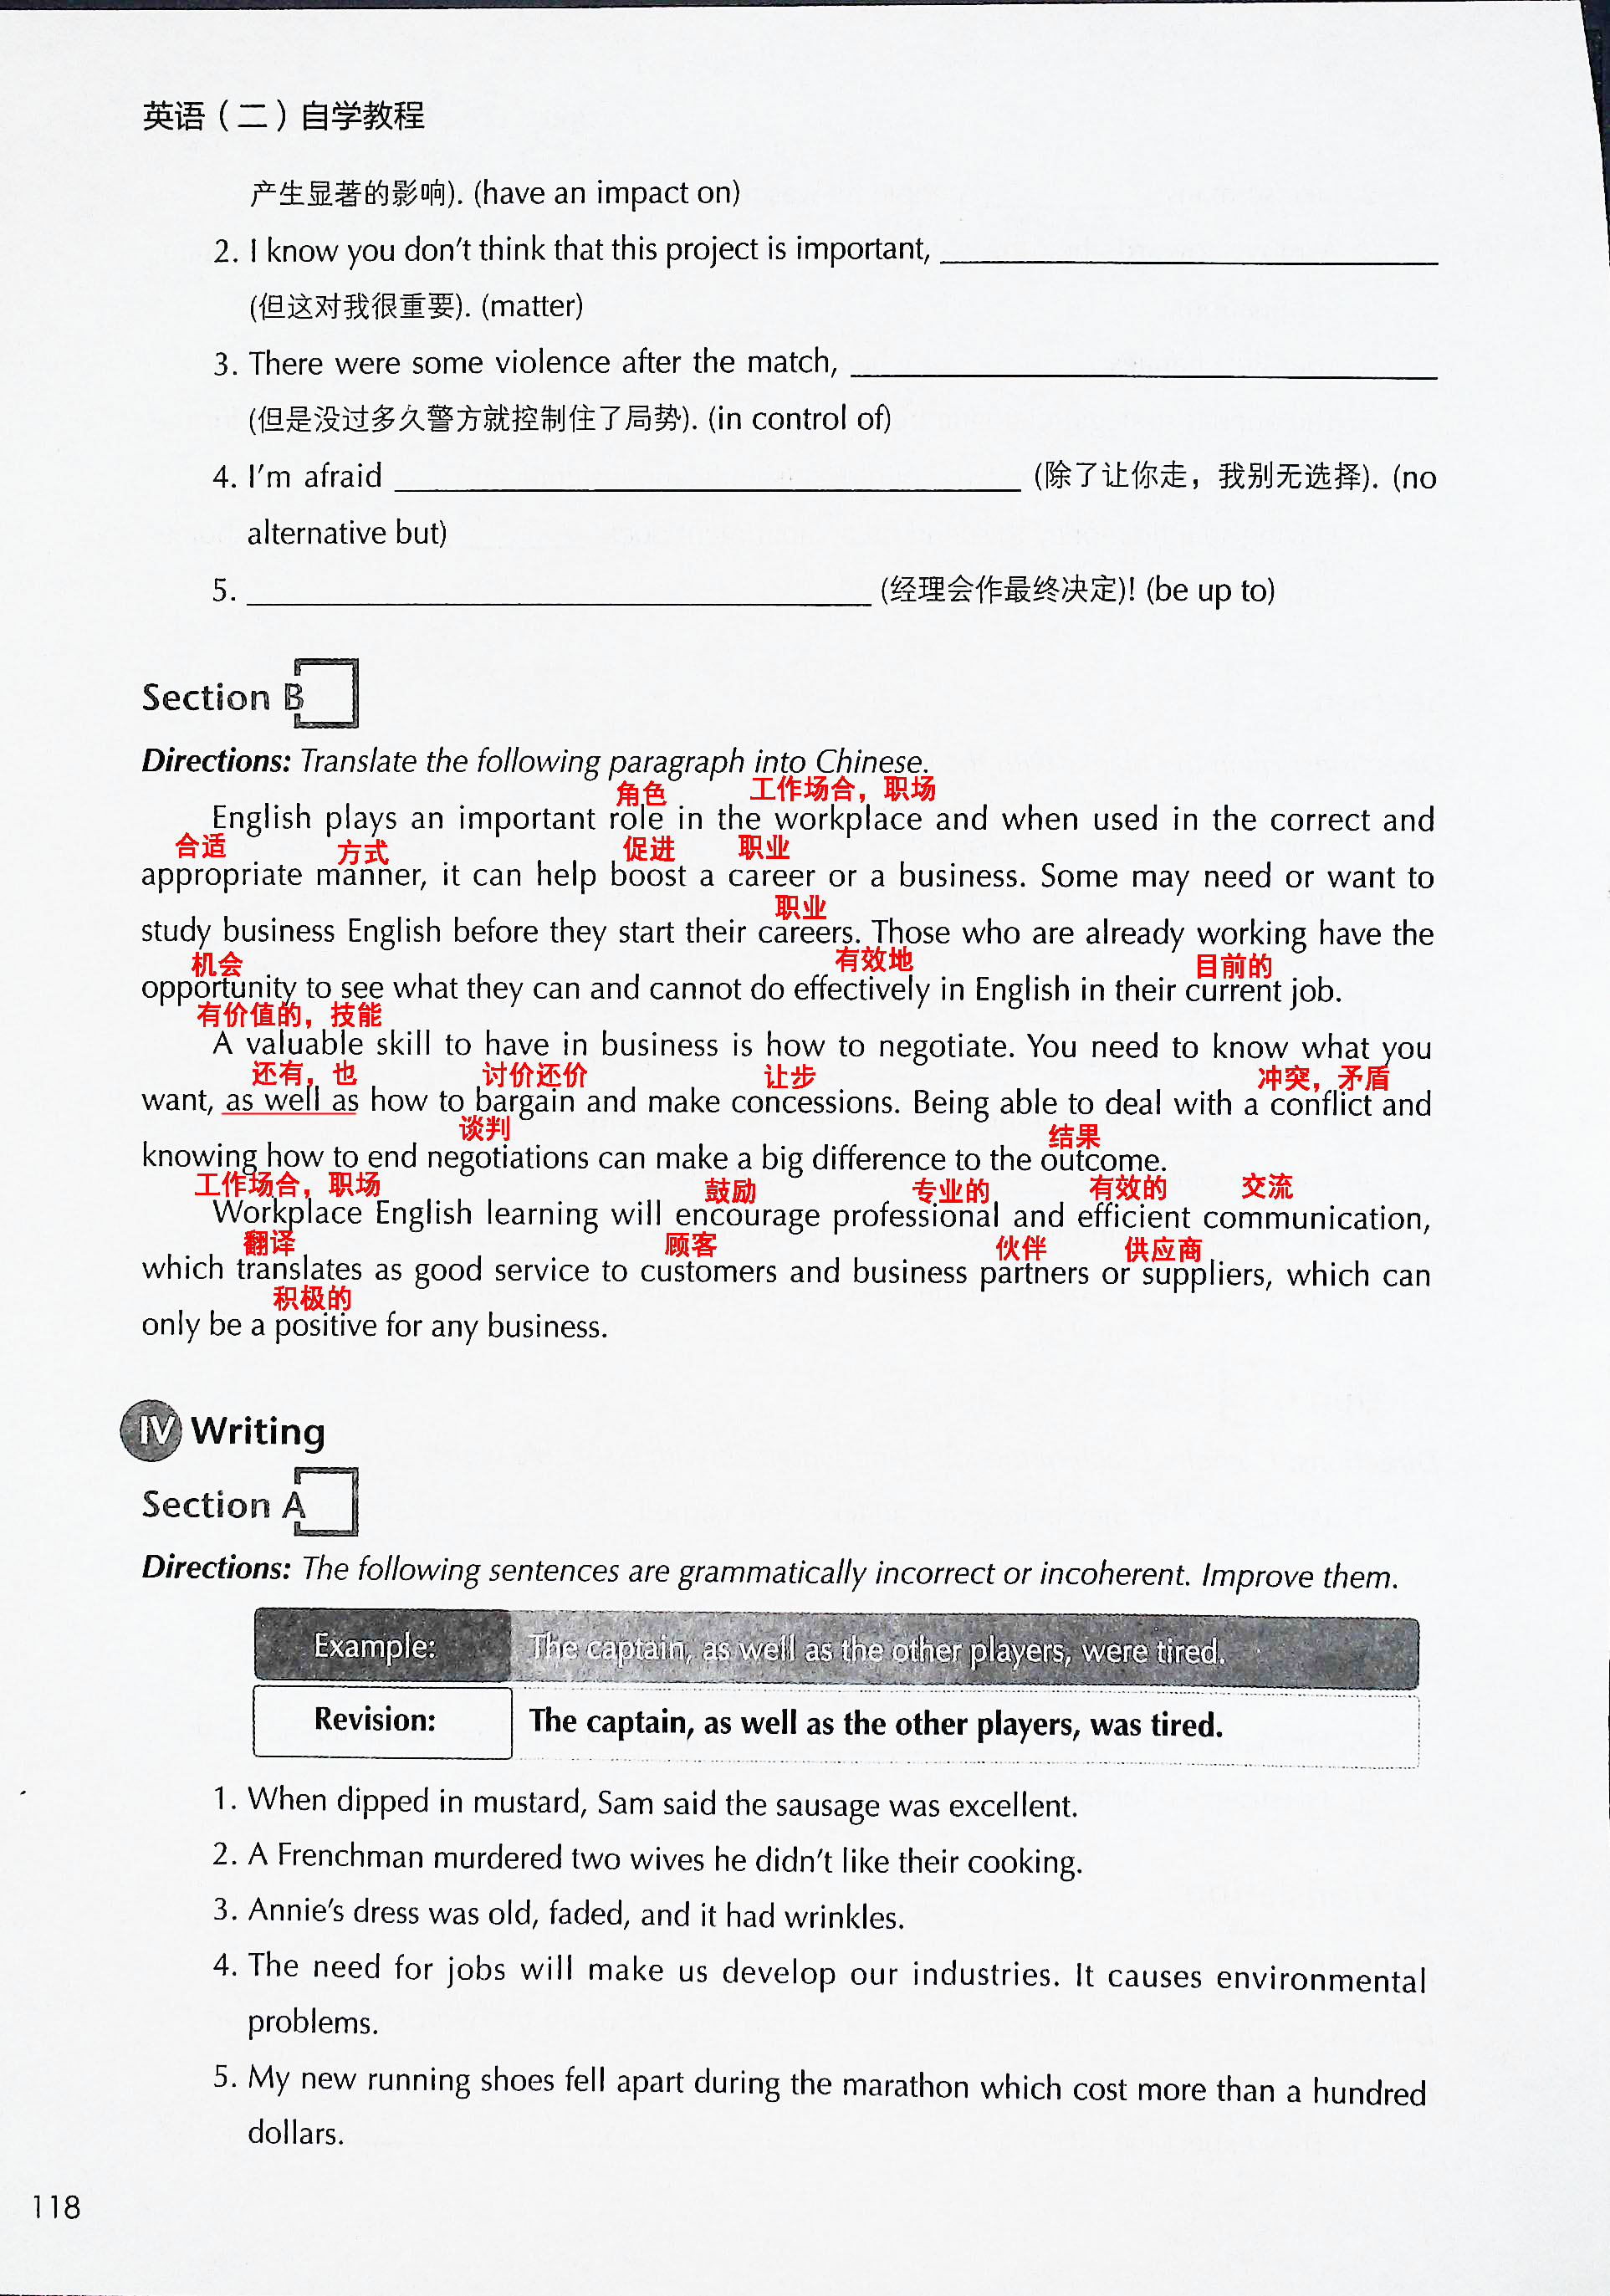 英语（二）自学教程
产生显著的影响). (have an impact on)
2. I know you don't think that this project is important,
(但这对我很重要). (matter)
3. There were some violence after the match,
(但是没过多久警方就控制住了局势). (in control of)
4. I'm afraid (除了让你走，我别无选择). (no
alternative but)
5. (经理会作最终决定)! (be up to)
Section B
Directions: Translate the following paragraph into Chinese.
角色 工作场合，职场
English plays an important role in the workplace and when used in the correct and
合适 方式 促进 职业
appropriate manner, it can help boost a career or a business. Some may need or want to
职业
study business English before they start their careers. Those who are already working have the
机会 有效地 目前的
opportunity to see what they can and cannot do effectively in English in their current job.
有价值的，技能
A valuable skill to have in business is how to negotiate. You need to know what you
还有，也 讨价还价 让步 冲突，矛盾
want, as well as how to bargain and make concessions. Being able to deal with a conflict and
谈判 结果
knowing how to end negotiations can make a big difference to the outcome.
工作场合，职场 鼓励 专业的 有效的 交流
Workplace English learning will encourage professional and efficient communication,
翻译 顾客 伙伴 供应商
which translates as good service to customers and business partners or suppliers, which can
积极的
only be a positive for any business.
IV Writing
Section A
Directions: The following sentences are grammatically incorrect or incoherent. Improve them.
Example: The captain, as well as the other players, were tired.
Revision: The captain, as well as the other players, was tired.
1. When dipped in mustard, Sam said the sausage was excellent.
2. A Frenchman murdered two wives he didn't like their cooking.
3. Annie's dress was old, faded, and it had wrinkles.
4. The need for jobs will make us develop our industries. It causes environmental
problems.
5. My new running shoes fell apart during the marathon which cost more than a hundred
dollars.
118